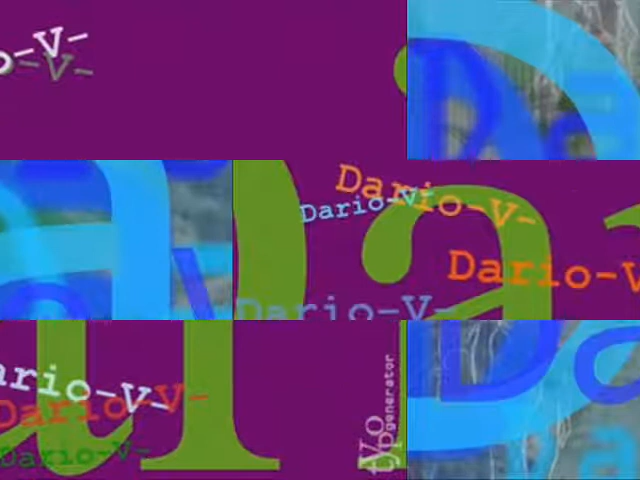 o-V-
o-V-
Dario-V-
Dario-V-
Dario-V
Dario-V-
ario-V-
Dario-V-
Dario-V-
typo
generator